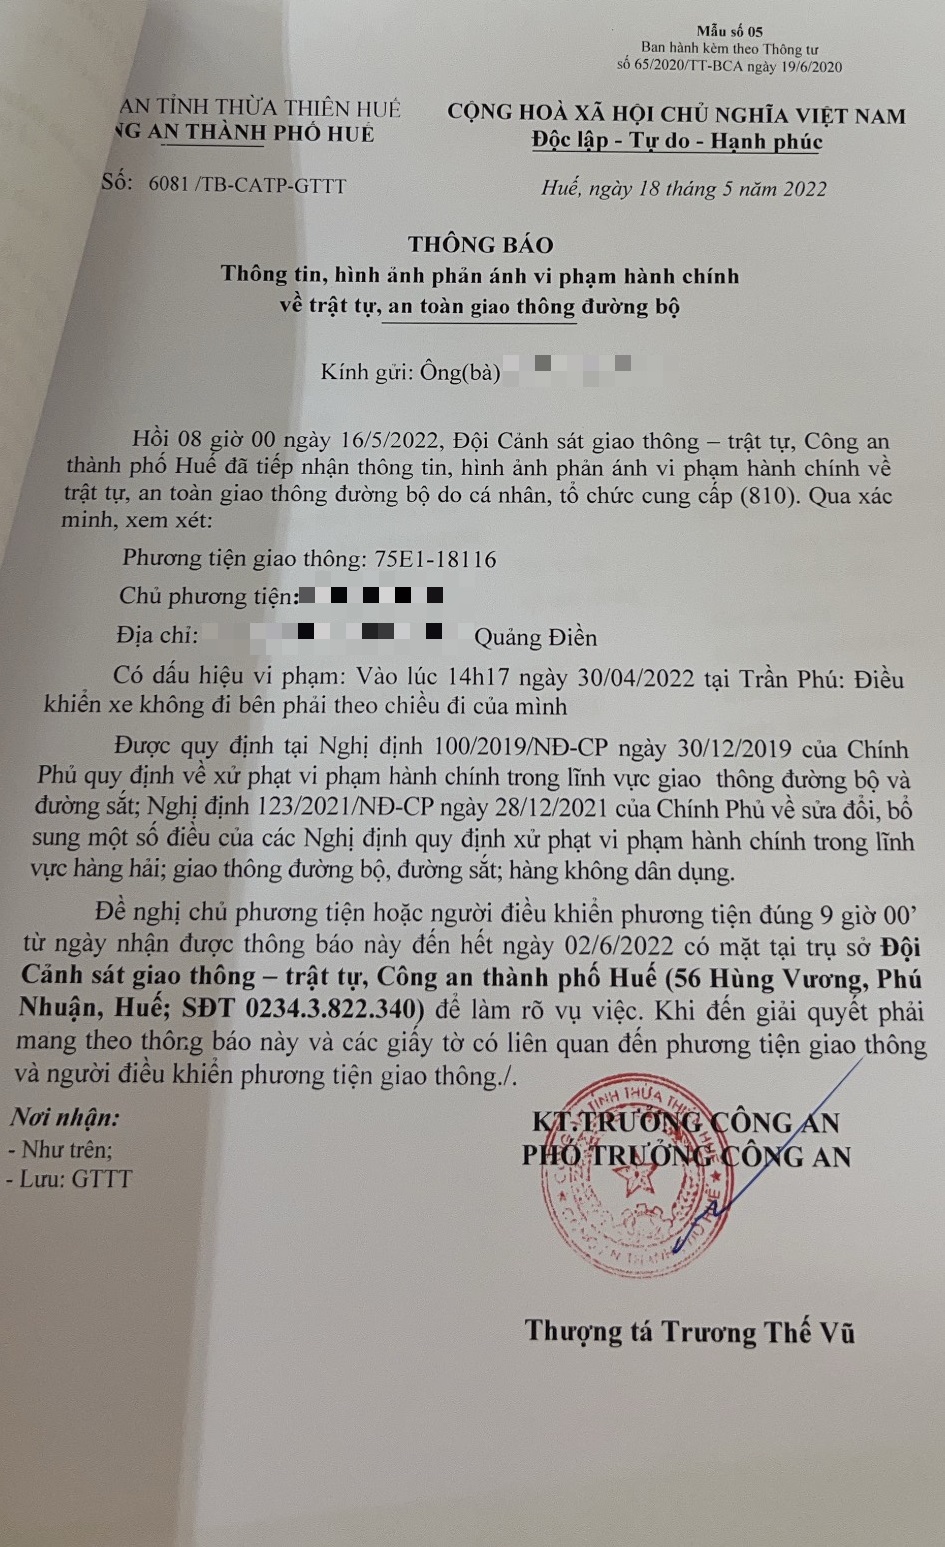 Mẫu số 05
Ban hành kèm theo Thông tư
số 65/2020/TT-BCA ngày 19/6/2020
AN TỈNH THỪA THIÊN HUẾ
NG AN THÀNH PHỐ HUẾ
CỘNG HOÀ XÃ HỘI CHỦ NGHĨA VIỆT NAM
Độc lập - Tự do - Hạnh phúc
Số: 6081 /TB-CATP-GTTT
Huế, ngày 18 tháng 5 năm 2022
THÔNG BÁO
Thông tin, hình ảnh phản ánh vi phạm hành chính
về trật tự, an toàn giao thông đường bộ
Kính gửi: Ông(bà)
Hồi 08 giờ 00 ngày 16/5/2022, Đội Cảnh sát giao thông – trật tự, Công an
thành phố Huế đã tiếp nhận thông tin, hình ảnh phản ánh vi phạm hành chính về
trật tự, an toàn giao thông đường bộ do cá nhân, tổ chức cung cấp (810). Qua xác
minh, xem xét:
Phương tiện giao thông: 75E1-18116
Chủ phương tiện:
Địa chỉ: Quảng Điền
Có dấu hiệu vi phạm: Vào lúc 14h17 ngày 30/04/2022 tại Trần Phú: Điều
khiển xe không đi bên phải theo chiều đi của mình
Được quy định tại Nghị định 100/2019/NĐ-CP ngày 30/12/2019 của Chính
Phủ quy định về xử phạt vi phạm hành chính trong lĩnh vực giao thông đường bộ và
đường sắt; Nghị định 123/2021/NĐ-CP ngày 28/12/2021 của Chính Phủ về sửa đổi, bổ
sung một số điều của các Nghị định quy định xử phạt vi phạm hành chính trong lĩnh
vực hàng hải; giao thông đường bộ, đường sắt; hàng không dân dụng.
Đề nghị chủ phương tiện hoặc người điều khiển phương tiện đúng 9 giờ 00’
từ ngày nhận được thông báo này đến hết ngày 02/6/2022 có mặt tại trụ sở Đội
Cảnh sát giao thông – trật tự, Công an thành phố Huế (56 Hùng Vương, Phú
Nhuận, Huế; SĐT 0234.3.822.340) để làm rõ vụ việc. Khi đến giải quyết phải
mang theo thông báo này và các giấy tờ có liên quan đến phương tiện giao thông
và người điều khiển phương tiện giao thông./.
Nơi nhận:
- Như trên;
- Lưu: GTTT
KT.TRƯỞNG CÔNG AN
PHÓ TRƯỞNG CÔNG AN
Thượng tá Trương Thế Vũ